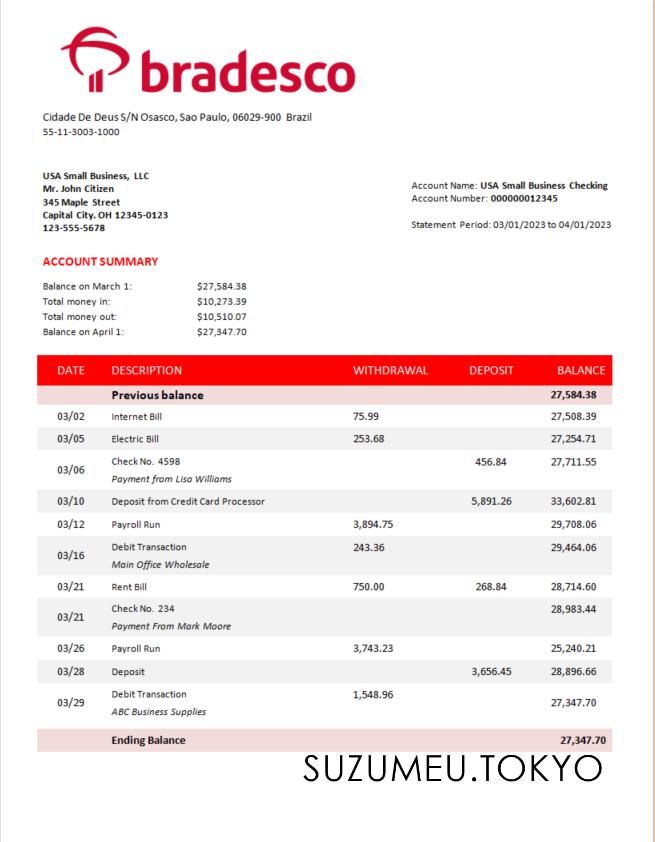 bradesco
Cidade De Deus S/N Osasco, Sao Paulo, 06029-900 Brazil
55-11-3003-1000
USA Small Business, LLC
Mr. John Citizen
345 Maple Street
Capital City. OH 12345-0123
123-555-5678
Account Name: USA Small Business Checking
Account Number: 000000012345
Statement Period: 03/01/2023 to 04/01/2023
ACCOUNT SUMMARY
Balance on March 1: $27,584.38
Total money in: $10,273.39
Total money out: $10,510.07
Balance on April 1: $27,347.70
DATE DESCRIPTION WITHDRAWAL DEPOSIT BALANCE
Previous balance 27,584.38
03/02 Internet Bill 75.99 27,508.39
03/05 Electric Bill 253.68 27,254.71
03/06 Check No. 4598 456.84 27,711.55
Payment from Lisa Williams
03/10 Deposit from Credit Card Processor 5,891.26 33,602.81
03/12 Payroll Run 3,894.75 29,708.06
03/16 Debit Transaction 243.36 29,464.06
Main Office Wholesale
03/21 Rent Bill 750.00 268.84 28,714.60
03/21 Check No. 234 28,983.44
Payment From Mark Moore
03/26 Payroll Run 3,743.23 25,240.21
03/28 Deposit 3,656.45 28,896.66
03/29 Debit Transaction 1,548.96 27,347.70
ABC Business Supplies
Ending Balance 27,347.70
SUZUMEU.TOKYO